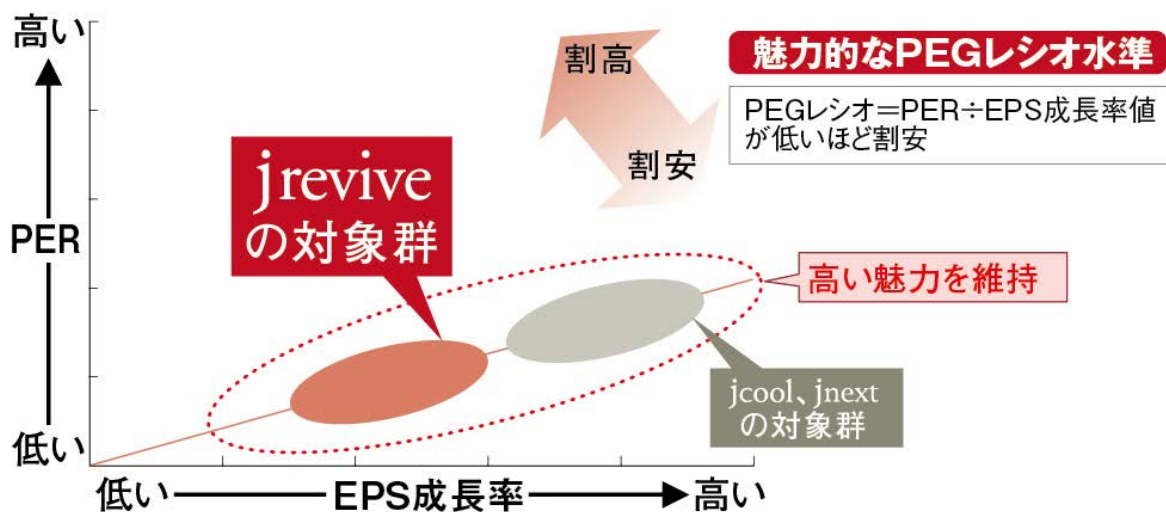 高い
PER
低い
割高
割安
魅力的なPEGレシオ水準
PEGレシオ＝PER÷EPS成長率値
が低いほど割安
jrevive
の対象群
高い魅力を維持
jcool、jnext
の対象群
低い
EPS成長率
高い